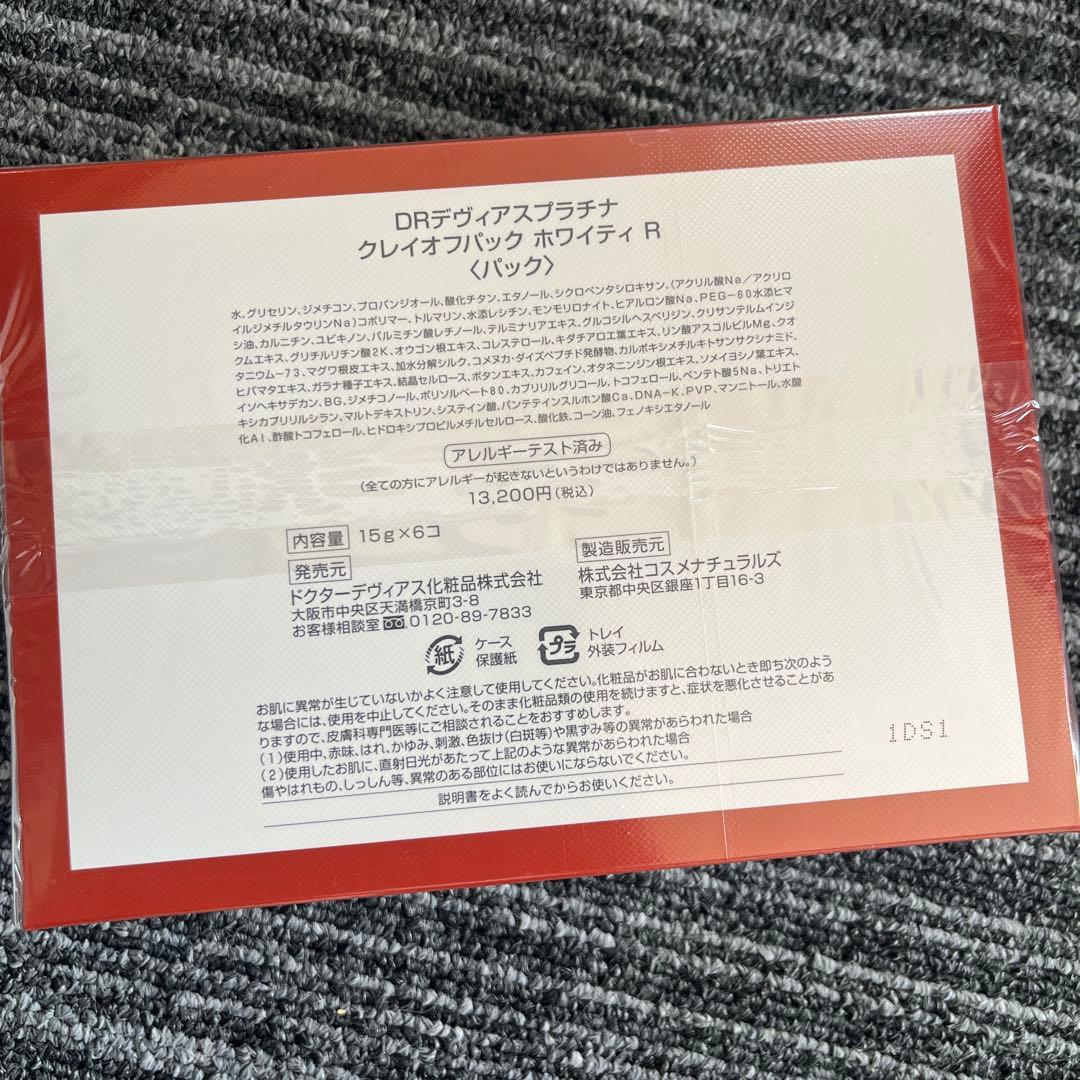 DRデヴィアスプラチナ
クレイオフパック ホワイティ R
〈パック〉
水、グリセリン、ジメチコン、プロパンジオール、酸化チタン、エタノール、シクロペンタシロキサン、(アクリル酸Na/アクリロ
イルジメチルタウリンNa)コポリマー、トルマリン、水添レシチン、モンモリロナイト、ヒアルロン酸Na、PEG-60水添ヒマ
シ油、カルニチン、ユビキノン、パルミチン酸レチノール、テルミナリアエキス、グルコシルヘスペリジン、クリサンテルムインジ
クムエキス、グリチルリチン酸2K、オウゴン根エキス、コレステロール、キダチアロエ葉エキス、リン酸アスコルビルMg、クオ
タニウム-73、マグワ根皮エキス、加水分解シルク、コメヌカ・ダイズペプチド発酵物、カルボキシメチルキトサンサクシナミド、
ヒバマタエキス、ガラナ種子エキス、結晶セルロース、ボタンエキス、カフェイン、オタネニンジン根エキス、ソメイヨシノ葉エキス、
イソヘキサデカン、BG、ジメチコノール、ポリソルベート80、カプリリルグリコール、トコフェロール、ペンテト酸5Na、トリエト
キシカプリリルシラン、マルトデキストリン、システイン酸、パンテテインスルホン酸Ca、DNA-K、PVP、マンニトール、水酸
化Al、酢酸トコフェロール、ヒドロキシプロピルメチルセルロース、酸化鉄、コーン油、フェノキシエタノール
アレルギーテスト済み
(全ての方にアレルギーが起きないというわけではありません。)
13,200円(税込)
内容量 15g×6コ
発売元
ドクターデヴィアス化粧品株式会社
大阪市中央区天満橋京町3-8
お客様相談室 0120-89-7833
製造販売元
株式会社コスメナチュラルズ
東京都中央区銀座1丁目16-3
紙 ケース
保護紙
プラ トレイ
外装フィルム
お肌に異常が生じていないかよく注意して使用してください。化粧品がお肌に合わないとき即ち次のよう
な場合には、使用を中止してください。そのまま化粧品類の使用を続けますと、症状を悪化させることがあ
りますので、皮膚科専門医等にご相談されることをおすすめします。
(1)使用中、赤味、はれ、かゆみ、刺激、色抜け(白斑等)や黒ずみ等の異常があらわれた場合
(2)使用したお肌に、直射日光があたって上記のような異常があらわれた場合
傷やはれもの、しっしん等、異常のある部位にはお使いにならないでください。
説明書をよく読んでからお使いください。
1DS1